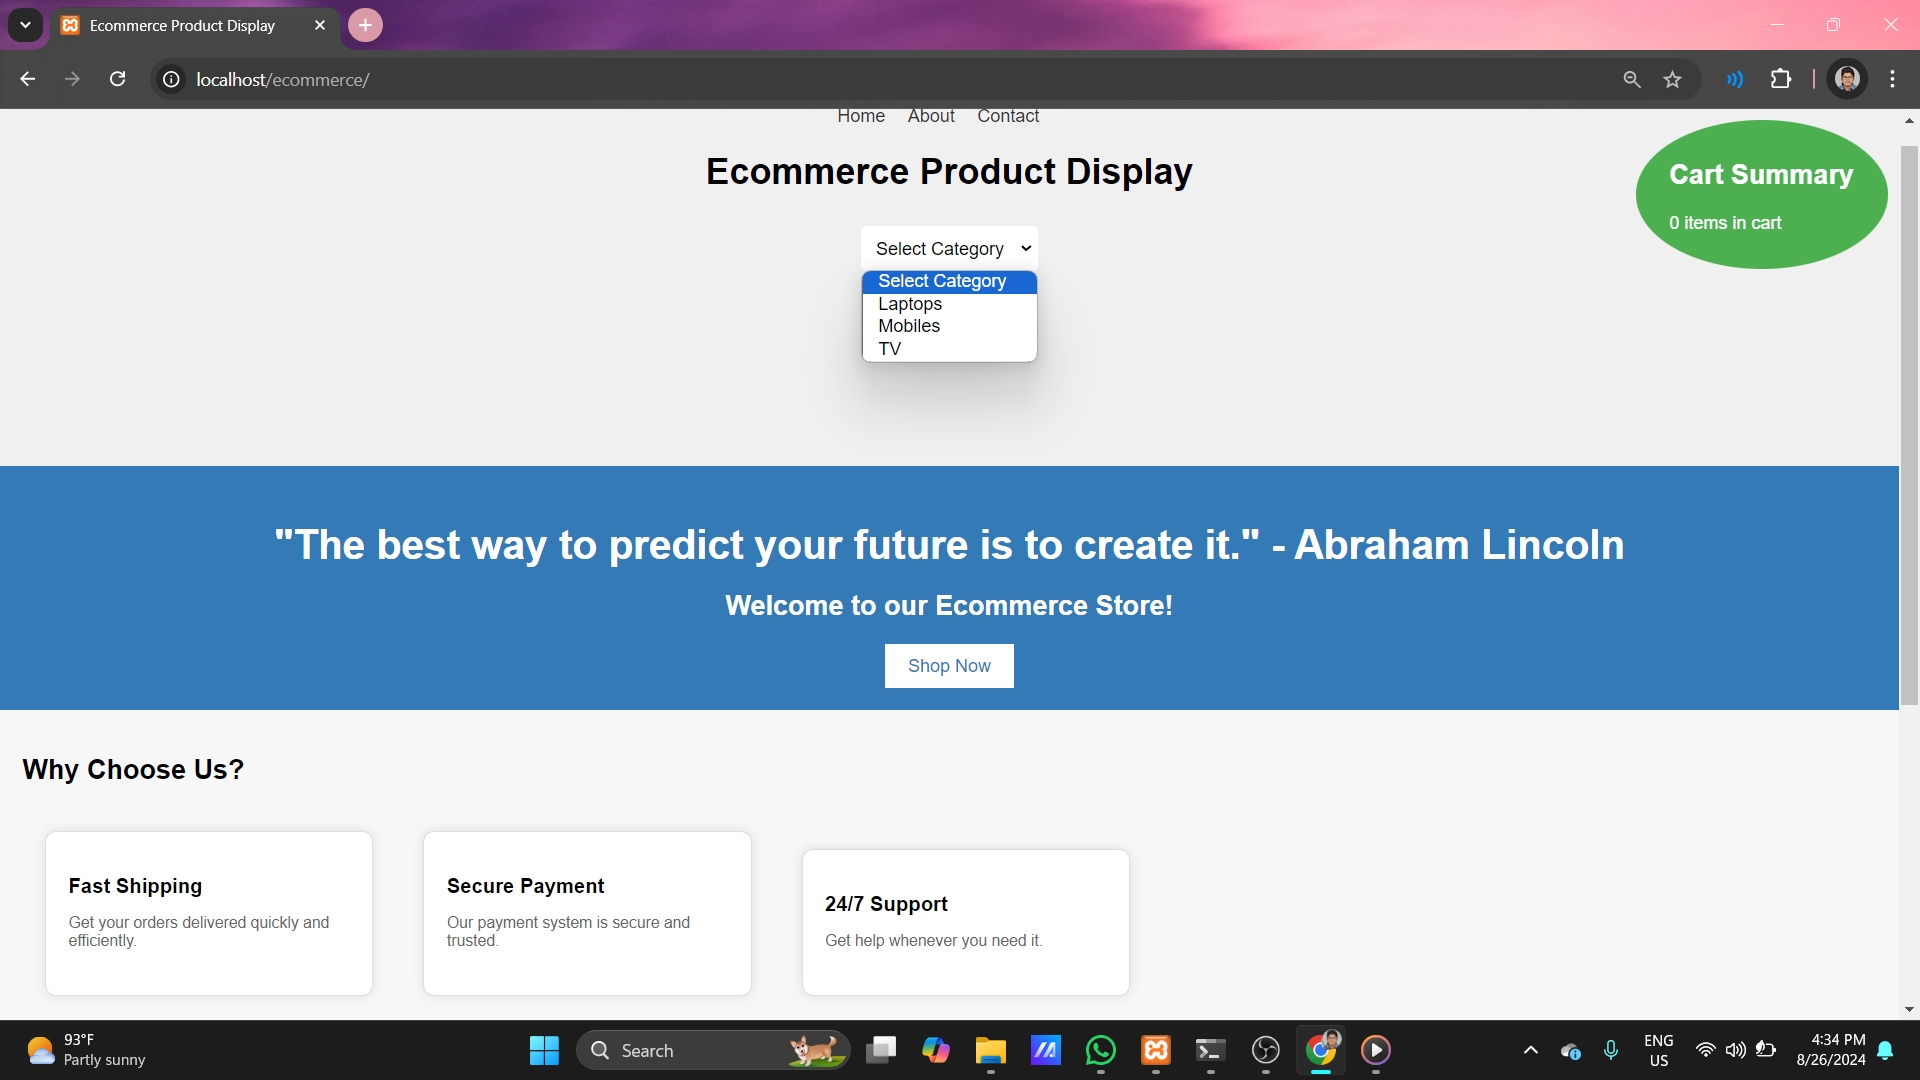 Ecommerce Product Display
localhost/ecommerce/
Home About Contact
Ecommerce Product Display
Cart Summary
0 items in cart
Select Category
Select Category
Laptops
Mobiles
TV
"The best way to predict your future is to create it." - Abraham Lincoln
Welcome to our Ecommerce Store!
Shop Now
Why Choose Us?
Fast Shipping
Get your orders delivered quickly and
efficiently.
Secure Payment
Our payment system is secure and
trusted.
24/7 Support
Get help whenever you need it.
93°F
Partly sunny
Search
ENG
US
4:34 PM
8/26/2024